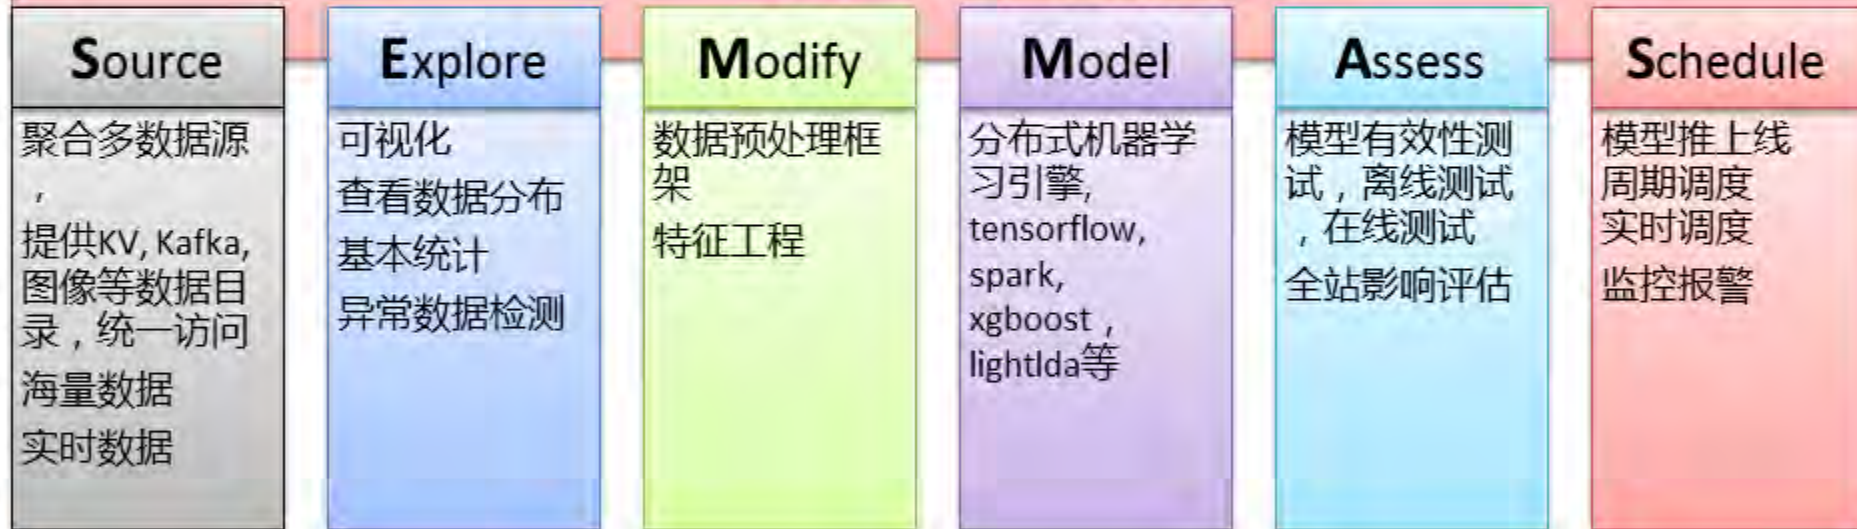 Source
聚合多数据源
，
提供KV, Kafka,
图像等数据目
录，统一访问
海量数据
实时数据
Explore
可视化
查看数据分布
基本统计
异常数据检测
Modify
数据预处理框
架
特征工程
Model
分布式机器学
习引擎,
tensorflow,
spark,
xgboost，
lightlda等
Assess
模型有效性测
试，离线测试
，在线测试
全站影响评估
Schedule
模型推上线
周期调度
实时调度
监控报警